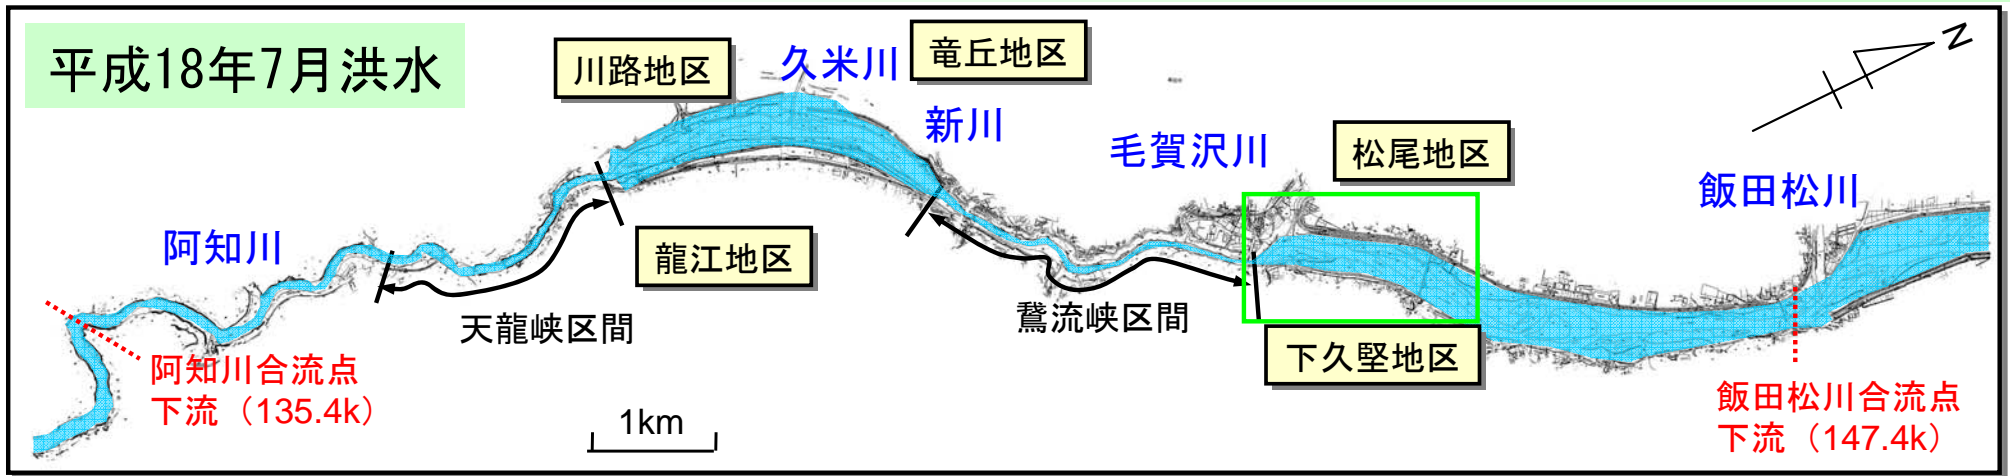 平成18年7月洪水
川路地区
久米川
竜丘地区
新川
毛賀沢川
松尾地区
飯田松川
N
阿知川
龍江地区
天龍峡区間
鵞流峡区間
下久堅地区
阿知川合流点
下流（135.4k）
1km
飯田松川合流点
下流（147.4k）